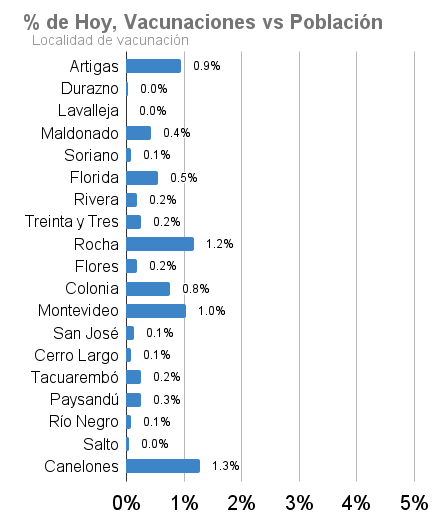 % de Hoy, Vacunaciones vs Población
Localidad de vacunación
Artigas 0.9%
Durazno 0.0%
Lavalleja 0.0%
Maldonado 0.4%
Soriano 0.1%
Florida 0.5%
Rivera 0.2%
Treinta y Tres 0.2%
Rocha 1.2%
Flores 0.2%
Colonia 0.8%
Montevideo 1.0%
San José 0.1%
Cerro Largo 0.1%
Tacuarembó 0.2%
Paysandú 0.3%
Río Negro 0.1%
Salto 0.0%
Canelones 1.3%
0% 1% 2% 3% 4% 5%